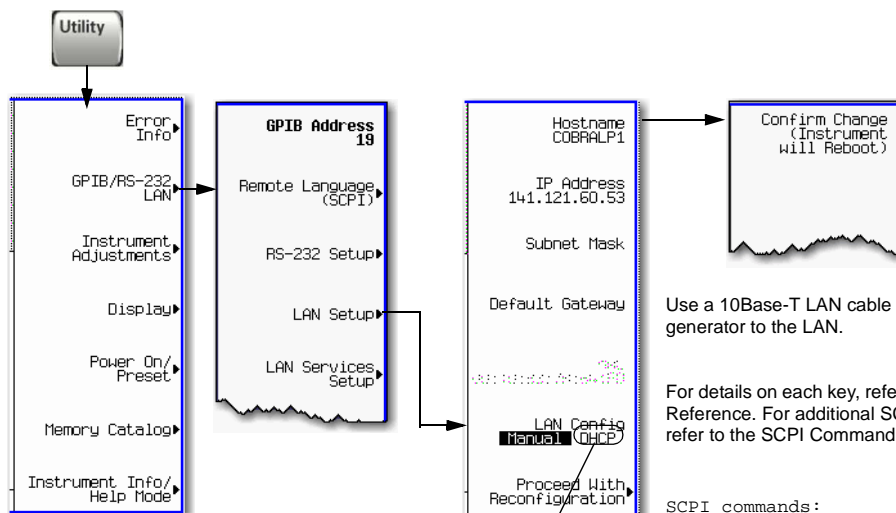 Utility
Error
Info
GPIB/RS-232
LAN
Instrument
Adjustments
Display
Power On/
Preset
Memory Catalog
Instrument Info/
Help Mode
GPIB Address
19
Remote Language
(SCPI)
RS-232 Setup
LAN Setup
LAN Services
Setup
Hostname
COBRALP1
IP Address
141.121.60.53
Subnet Mask
Default Gateway
LAN Config
Manual DHCP
Proceed With
Reconfiguration
Confirm Change
(Instrument
will Reboot)
Use a 10Base-T LAN cable
generator to the LAN.
For details on each key, refe
Reference. For additional SC
refer to the SCPI Command
SCPI commands: